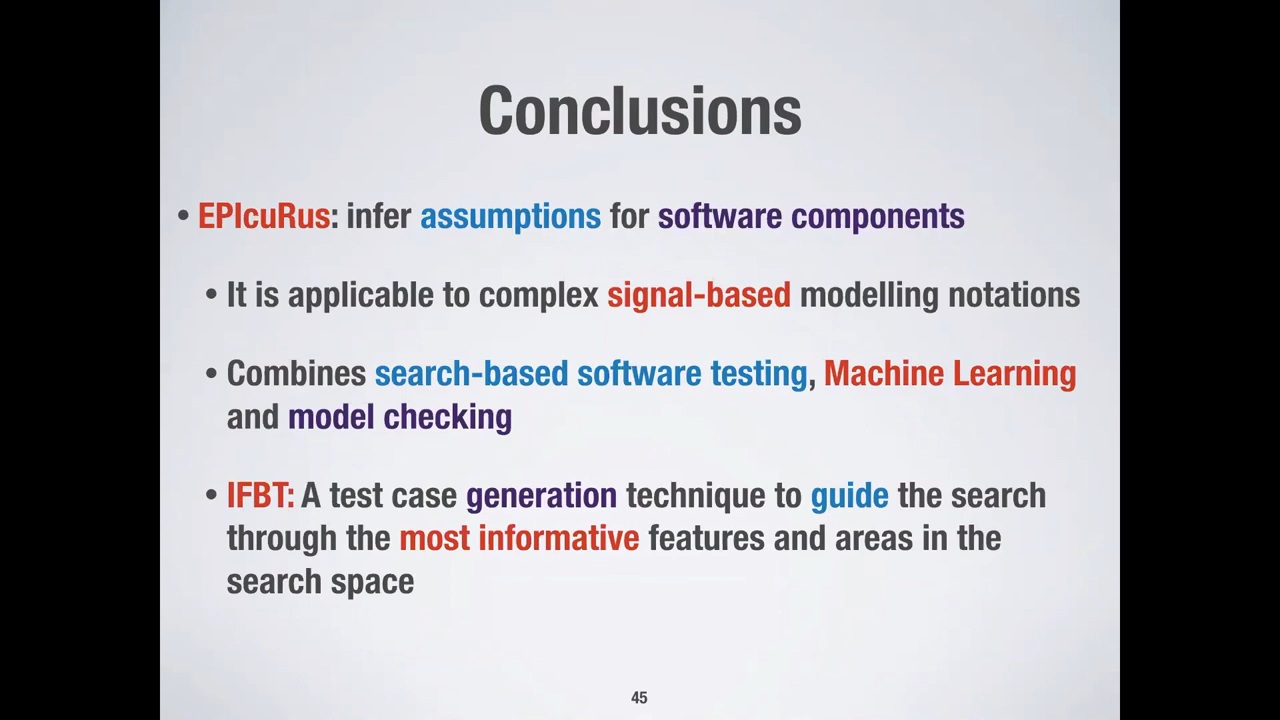 Conclusions
• EPIcuRus: infer assumptions for software components
• It is applicable to complex signal-based modelling notations
• Combines search-based software testing, Machine Learning
and model checking
• IFBT: A test case generation technique to guide the search
through the most informative features and areas in the
search space
45